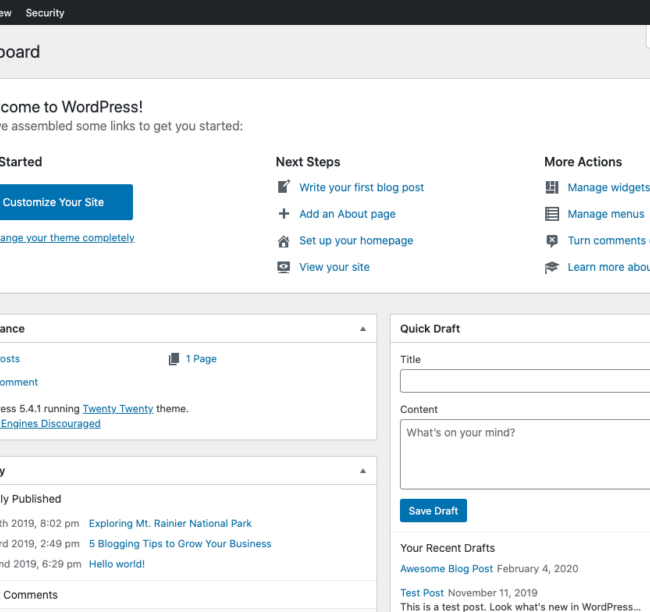 ew Security
board
come to WordPress!
e assembled some links to get you started:
Started
Customize Your Site
ange your theme completely
Next Steps
Write your first blog post
Add an About page
Set up your homepage
View your site
More Actions
Manage widgets
Manage menus
Turn comments
Learn more abou
ance
osts
1 Page
omment
ess 5.4.1 running Twenty Twenty theme.
Engines Discouraged
y
ly Published
th 2019, 8:02 pm Exploring Mt. Rainier National Park
rd 2019, 2:49 pm 5 Blogging Tips to Grow Your Business
nd 2019, 6:29 pm Hello world!
Comments
Quick Draft
Title
Content
What's on your mind?
Save Draft
Your Recent Drafts
Awesome Blog Post February 4, 2020
Test Post November 11, 2019
This is a test post. Look what's new in WordPress...